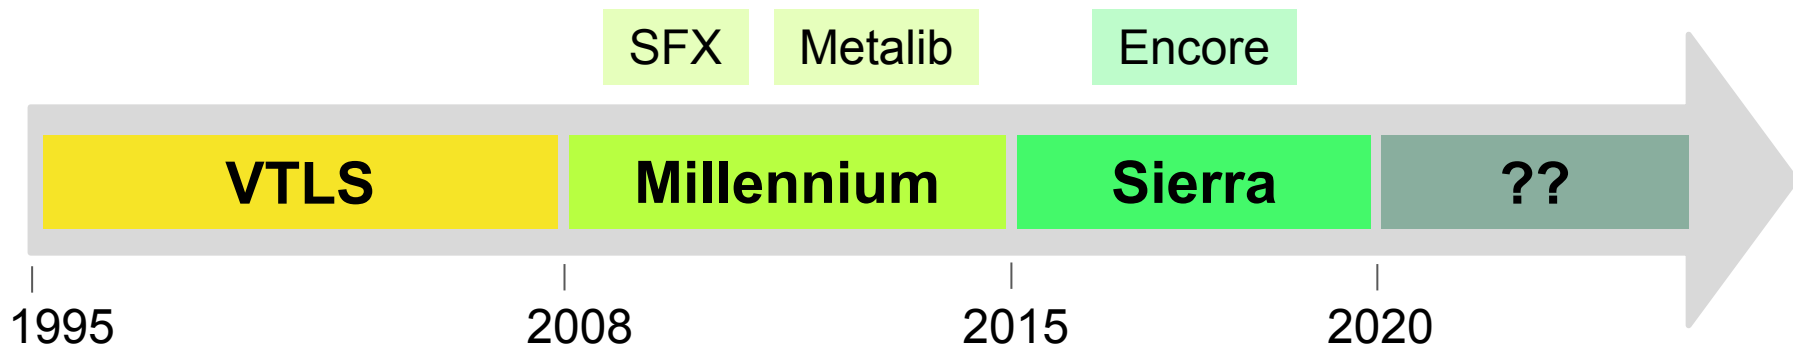 SFX Metalib Encore
VTLS Millennium Sierra ??
1995 2008 2015 2020